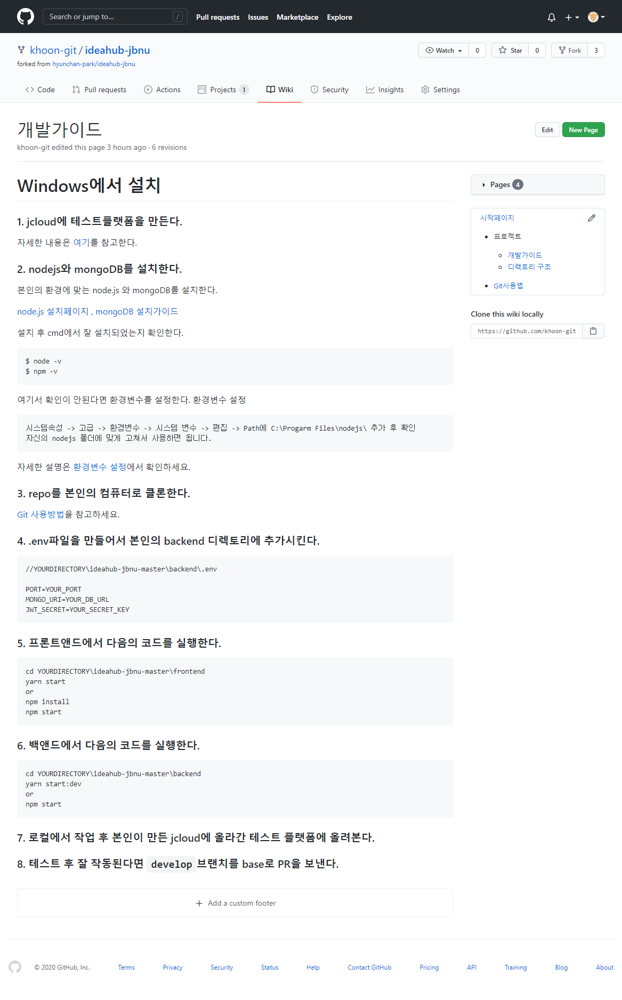 Search or jump to... /
Pull requests Issues Marketplace Explore
khoon-git / ideahub-jbnu
forked from hyunchan-park/ideahub-jbnu
Watch 0 Star 0 Fork 3
Code Pull requests Actions Projects 1 Wiki Security Insights Settings
개발가이드
Edit New Page
khoon-git edited this page 3 hours ago · 6 revisions
Windows에서 설치
1. jcloud에 테스트플랫폼을 만든다.
자세한 내용은 여기를 참고한다.
2. nodejs와 mongoDB를 설치한다.
본인의 환경에 맞는 node.js 와 mongoDB를 설치한다.
node.js 설치페이지 , mongoDB 설치가이드
설치 후 cmd에서 잘 설치되었는지 확인한다.
$ node -v
$ npm -v
여기서 확인이 안된다면 환경변수를 설정한다. 환경변수 설정
시스템속성 -> 고급 -> 환경변수 -> 시스템 변수 -> 편집 -> Path에 C:\Progarm Files\nodejs\ 추가 후 확인
자신의 nodejs 폴더에 맞게 고쳐서 사용하면 됩니다.
자세한 설명은 환경변수 설정에서 확인하세요.
3. repo를 본인의 컴퓨터로 클론한다.
Git 사용방법을 참고하세요.
4. .env파일을 만들어서 본인의 backend 디렉토리에 추가시킨다.
//YOURDIRECTORY\ideahub-jbnu-master\backend\.env
PORT=YOUR_PORT
MONGO_URI=YOUR_DB_URL
JWT_SECRET=YOUR_SECRET_KEY
5. 프론트앤드에서 다음의 코드를 실행한다.
cd YOURDIRECTORY\ideahub-jbnu-master\frontend
yarn start
or
npm install
npm start
6. 백앤드에서 다음의 코드를 실행한다.
cd YOURDIRECTORY\ideahub-jbnu-master\backend
yarn start:dev
or
npm start
7. 로컬에서 작업 후 본인이 만든 jcloud에 올라간 테스트 플랫폼에 올려본다.
8. 테스트 후 잘 작동된다면 develop 브랜치를 base로 PR을 보낸다.
Add a custom footer
Pages 4
시작페이지
프로젝트
개발가이드
디렉토리 구조
Git사용법
Clone this wiki locally
https://github.com/khoon-git
© 2020 GitHub, Inc. Terms Privacy Security Status Help Contact GitHub Pricing API Training Blog About